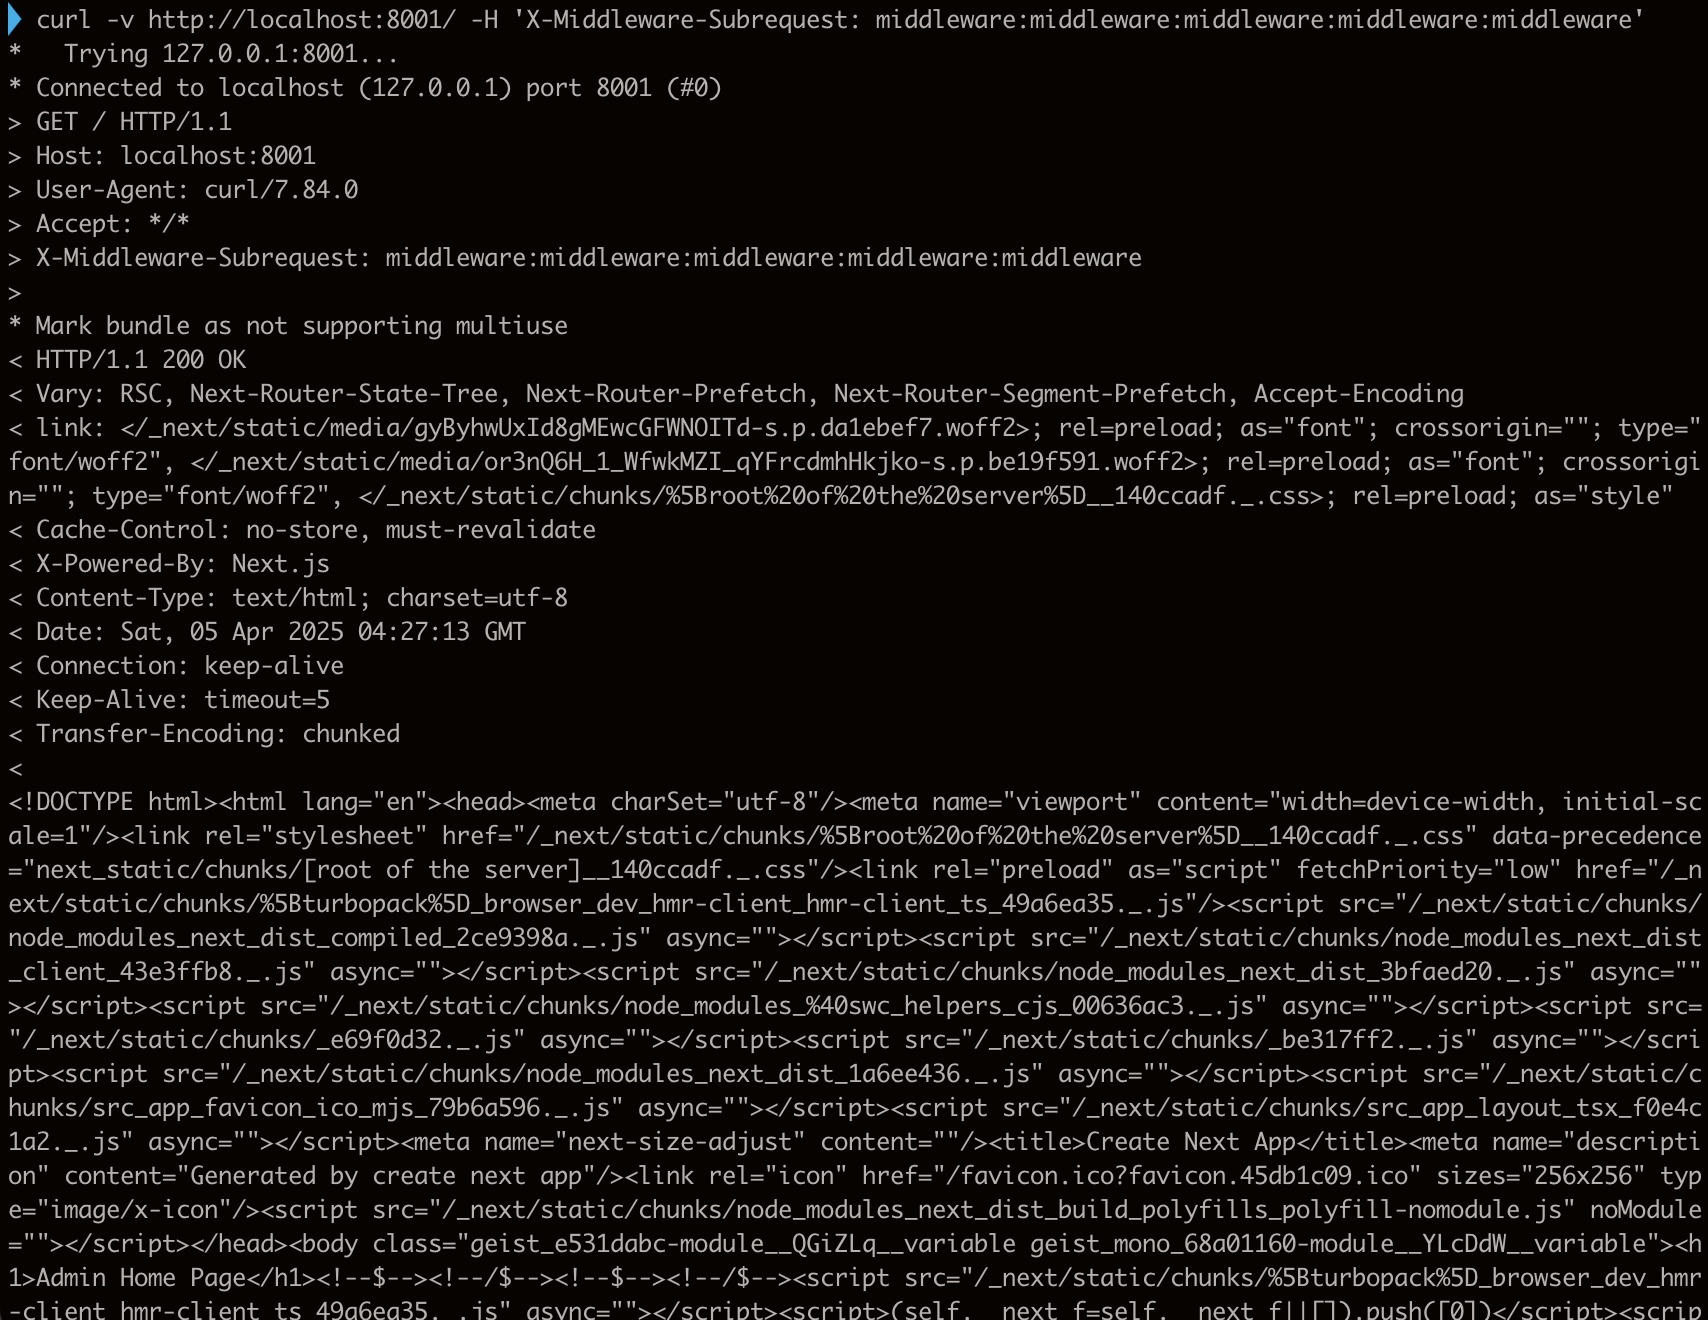 curl -v http://localhost:8001/ -H 'X-Middleware-Subrequest: middleware:middleware:middleware:middleware:middleware'
*   Trying 127.0.0.1:8001...
* Connected to localhost (127.0.0.1) port 8001 (#0)
> GET / HTTP/1.1
> Host: localhost:8001
> User-Agent: curl/7.84.0
> Accept: */*
> X-Middleware-Subrequest: middleware:middleware:middleware:middleware:middleware
>
* Mark bundle as not supporting multiuse
< HTTP/1.1 200 OK
< Vary: RSC, Next-Router-State-Tree, Next-Router-Prefetch, Next-Router-Segment-Prefetch, Accept-Encoding
< link: </_next/static/media/gyByhwUxId8gMEwcGFWNOITd-s.p.da1ebef7.woff2>; rel=preload; as="font"; crossorigin=""; type="
font/woff2", </_next/static/media/or3nQ6H_1_WfwkMZI_qYFrcdmhHkjko-s.p.be19f591.woff2>; rel=preload; as="font"; crossorigi
n=""; type="font/woff2", </_next/static/chunks/%5Broot%20of%20the%20server%5D__140ccadf._.css>; rel=preload; as="style"
< Cache-Control: no-store, must-revalidate
< X-Powered-By: Next.js
< Content-Type: text/html; charset=utf-8
< Date: Sat, 05 Apr 2025 04:27:13 GMT
< Connection: keep-alive
< Keep-Alive: timeout=5
< Transfer-Encoding: chunked
<
<!DOCTYPE html><html lang="en"><head><meta charSet="utf-8"/><meta name="viewport" content="width=device-width, initial-sc
ale=1"/><link rel="stylesheet" href="/_next/static/chunks/%5Broot%20of%20the%20server%5D__140ccadf._.css" data-precedence
="next_static/chunks/[root of the server]__140ccadf._.css"/><link rel="preload" as="script" fetchPriority="low" href="/_n
ext/static/chunks/%5Bturbopack%5D_browser_dev_hmr-client_hmr-client_ts_49a6ea35._.js"/><script src="/_next/static/chunks/
node_modules_next_dist_compiled_2ce9398a._.js" async=""></script><script src="/_next/static/chunks/node_modules_next_dist
_client_43e3ffb8._.js" async=""></script><script src="/_next/static/chunks/node_modules_next_dist_3bfaed20._.js" async=""
></script><script src="/_next/static/chunks/node_modules_%40swc_helpers_cjs_00636ac3._.js" async=""></script><script src=
"/_next/static/chunks/_e69f0d32._.js" async=""></script><script src="/_next/static/chunks/_be317ff2._.js" async=""></scri
pt><script src="/_next/static/chunks/node_modules_next_dist_1a6ee436._.js" async=""></script><script src="/_next/static/c
hunks/src_app_favicon_ico_mjs_79b6a596._.js" async=""></script><script src="/_next/static/chunks/src_app_layout_tsx_f0e4c
1a2._.js" async=""></script><meta name="next-size-adjust" content=""/><title>Create Next App</title><meta name="descripti
on" content="Generated by create next app"/><link rel="icon" href="/favicon.ico?favicon.45db1c09.ico" sizes="256x256" typ
e="image/x-icon"/><script src="/_next/static/chunks/node_modules_next_dist_build_polyfills_polyfill-nomodule.js" noModule
=""></script></head><body class="geist_e531dabc-module__QGiZLq__variable geist_mono_68a01160-module__YLcDdW__variable"><h
1>Admin Home Page</h1><!--$--><!--/$--><!--$--><!--/$--><script src="/_next/static/chunks/%5Bturbopack%5D_browser_dev_hmr
-client_hmr-client_ts_49a6ea35._.js" async=""></script><script>(self.__next_f=self.__next_f||[]).push([0])</script><scrip